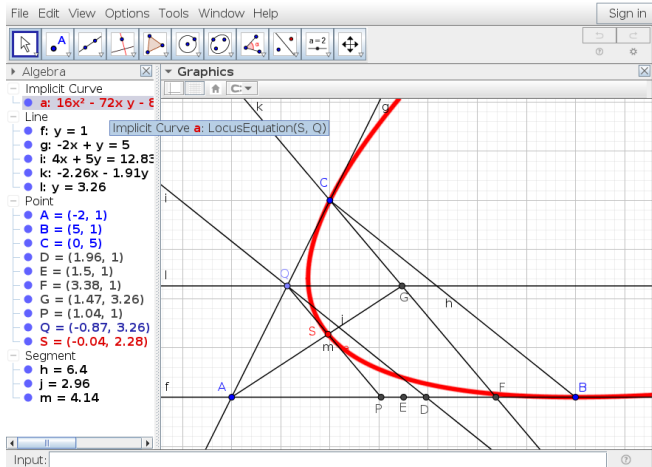 File Edit View Options Tools Window Help Sign in
A a=2
Algebra Graphics
Implicit Curve
a: 16x² - 72x y - 8
Implicit Curve a: LocusEquation(S, Q)
Line
f: y = 1
g: -2x + y = 5
i: 4x + 5y = 12.83
k: -2.26x - 1.91y
l: y = 3.26
Point
A = (-2, 1)
B = (5, 1)
C = (0, 5)
D = (1.96, 1)
E = (1.5, 1)
F = (3.38, 1)
G = (1.47, 3.26)
P = (1.04, 1)
Q = (-0.87, 3.26)
S = (-0.04, 2.28)
Segment
h = 6.4
j = 2.96
m = 4.14
k g
C
i
l Q G h
S j
m
f A P E D F B
Input: